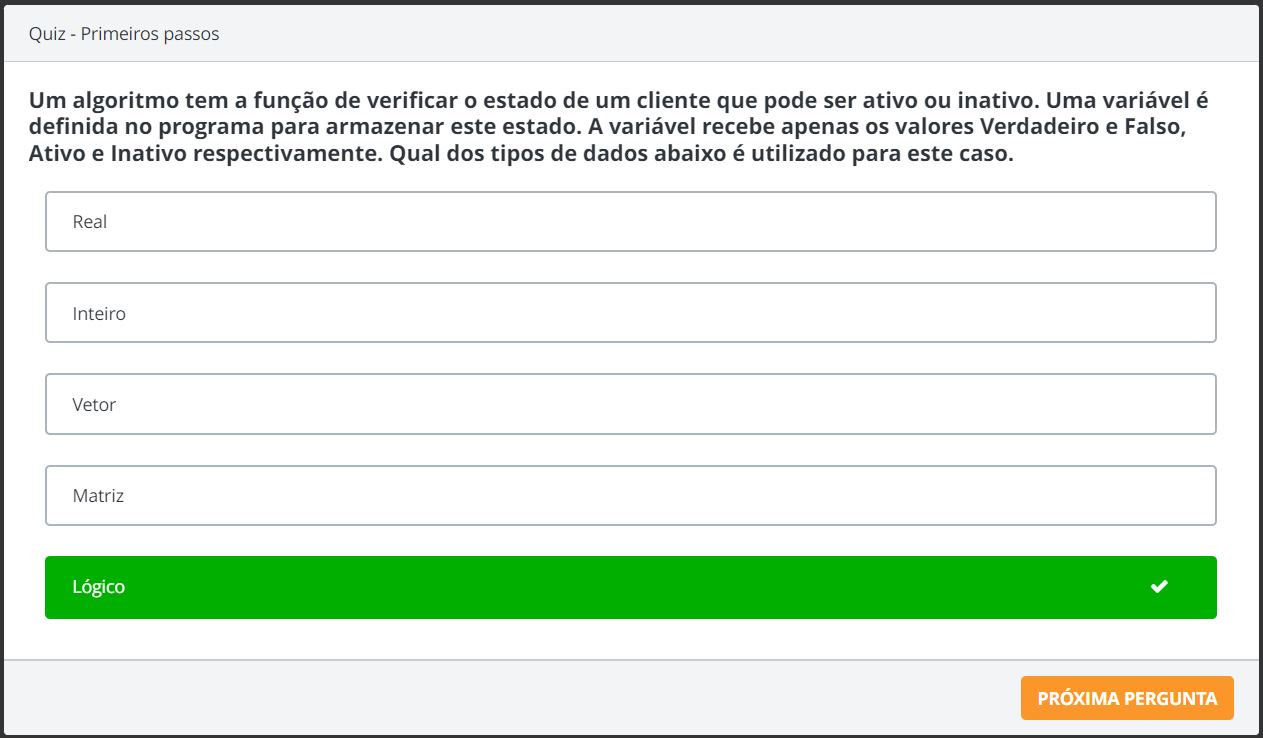 Quiz - Primeiros passos
Um algoritmo tem a função de verificar o estado de um cliente que pode ser ativo ou inativo. Uma variável é
definida no programa para armazenar este estado. A variável recebe apenas os valores Verdadeiro e Falso,
Ativo e Inativo respectivamente. Qual dos tipos de dados abaixo é utilizado para este caso.
Real
Inteiro
Vetor
Matriz
Lógico
PRÓXIMA PERGUNTA